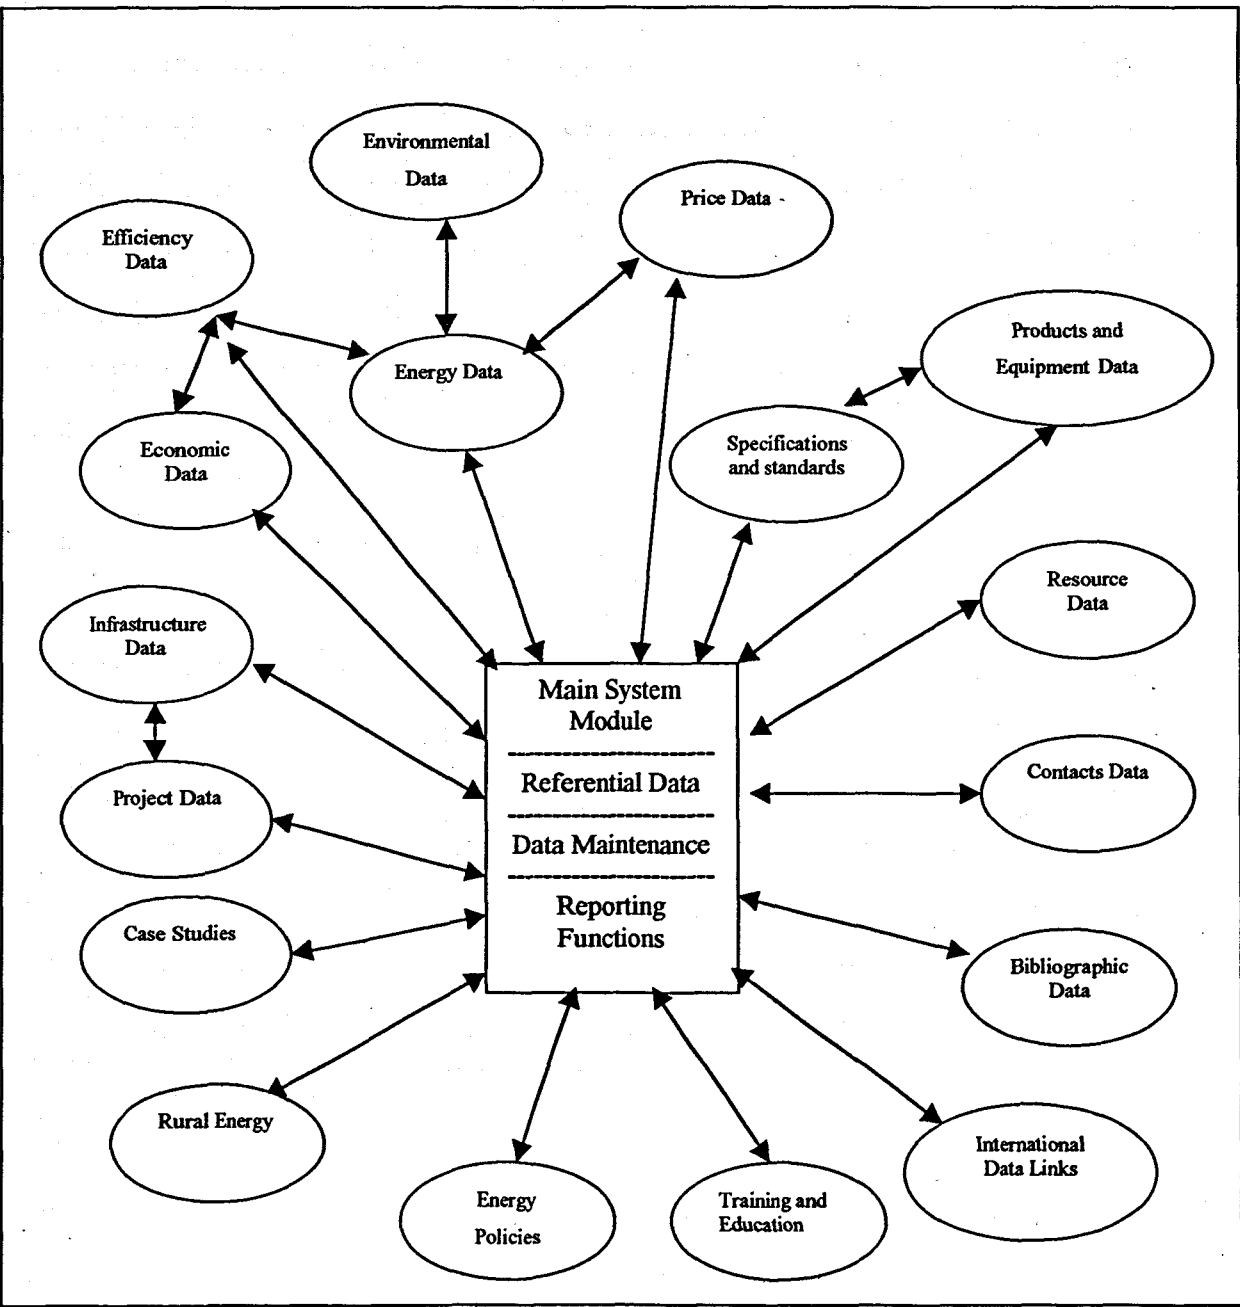 Environmental
Data
Price Data
Efficiency
Data
Products and
Equipment Data
Energy Data
Economic
Data
Specifications
and standards
Resource
Data
Infrastructure
Data
Main System
Module
Referential Data
Data Maintenance
Reporting
Functions
Contacts Data
Project Data
Case Studies
Bibliographic
Data
Rural Energy
International
Data Links
Energy
Policies
Training and
Education